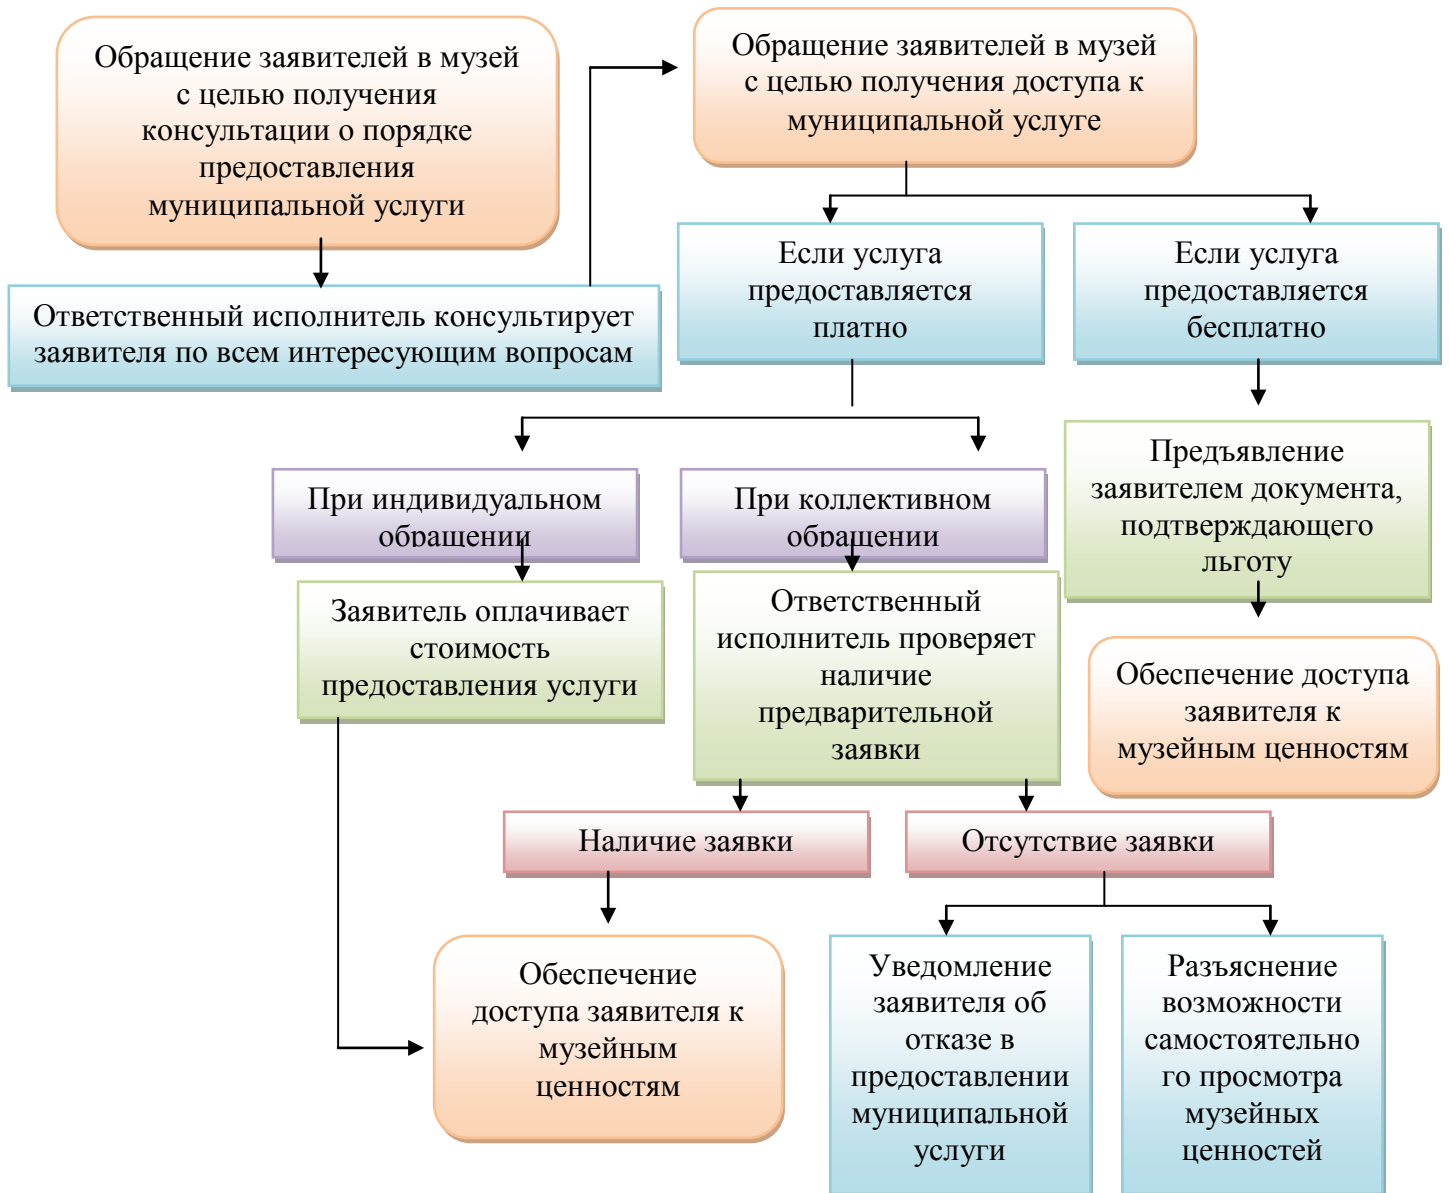 Обращение заявителей в музей
с целью получения
консультации о порядке
предоставления
муниципальной услуги
Обращение заявителей в музей
с целью получения доступа к
муниципальной услуге
Ответственный исполнитель консультирует
заявителя по всем интересующим вопросам
Если услуга
предоставляется
платно
Если услуга
предоставляется
бесплатно
При индивидуальном
обращении
При коллективном
обращении
Предъявление
заявителем документа,
подтверждающего
льготу
Заявитель оплачивает
стоимость
предоставления услуги
Ответственный
исполнитель проверяет
наличие
предварительной
заявки
Обеспечение доступа
заявителя к
музейным ценностям
Наличие заявки
Отсутствие заявки
Обеспечение
доступа заявителя к
музейным
ценностям
Уведомление
заявителя об
отказе в
предоставлении
муниципальной
услуги
Разъяснение
возможности
самостоятельно
го просмотра
музейных
ценностей